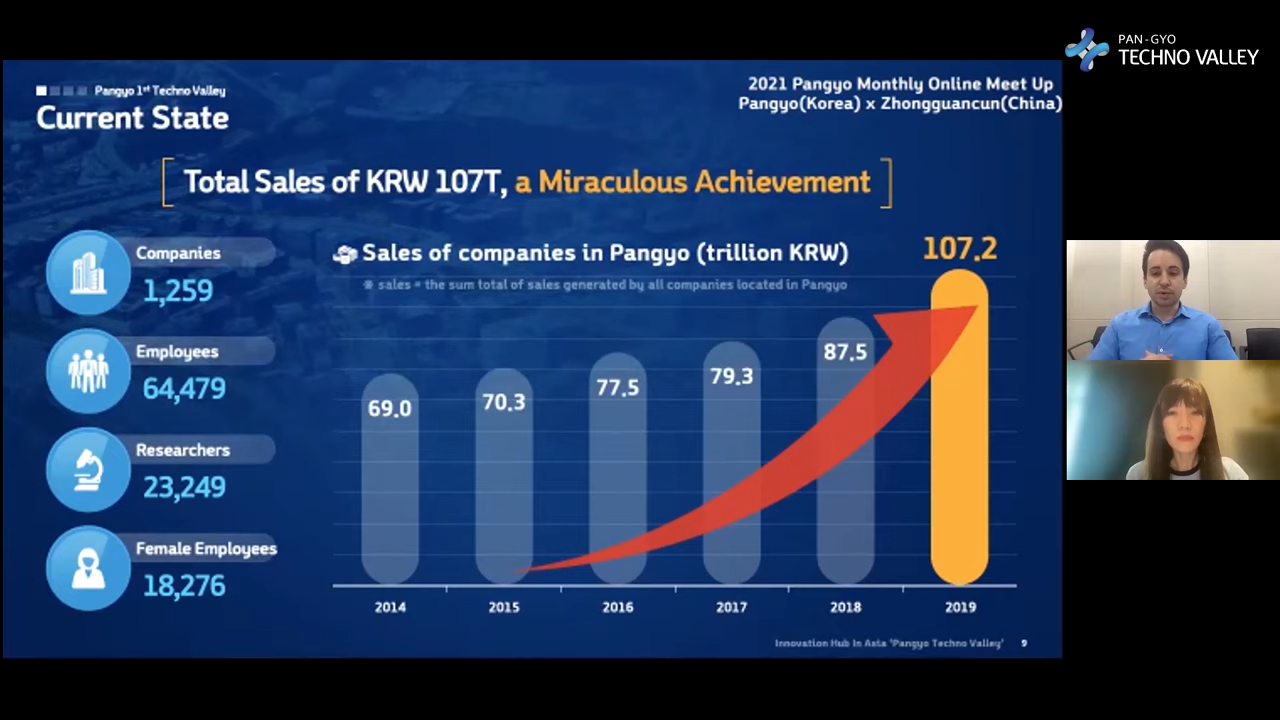 PAN-GYO
TECHNO VALLEY
Pangyo 1st Techno Valley
Current State
2021 Pangyo Monthly Online Meet Up
Pangyo(Korea) x Zhongguancun(China)
Total Sales of KRW 107T, a Miraculous Achievement
Companies
1,259
Employees
64,479
Researchers
23,249
Female Employees
18,276
Sales of companies in Pangyo (trillion KRW)
※ sales = the sum total of sales generated by all companies located in Pangyo
69.0
70.3
77.5
79.3
87.5
107.2
2014 2015 2016 2017 2018 2019
Innovation Hub In Asia 'Pangyo Techno Valley' 9